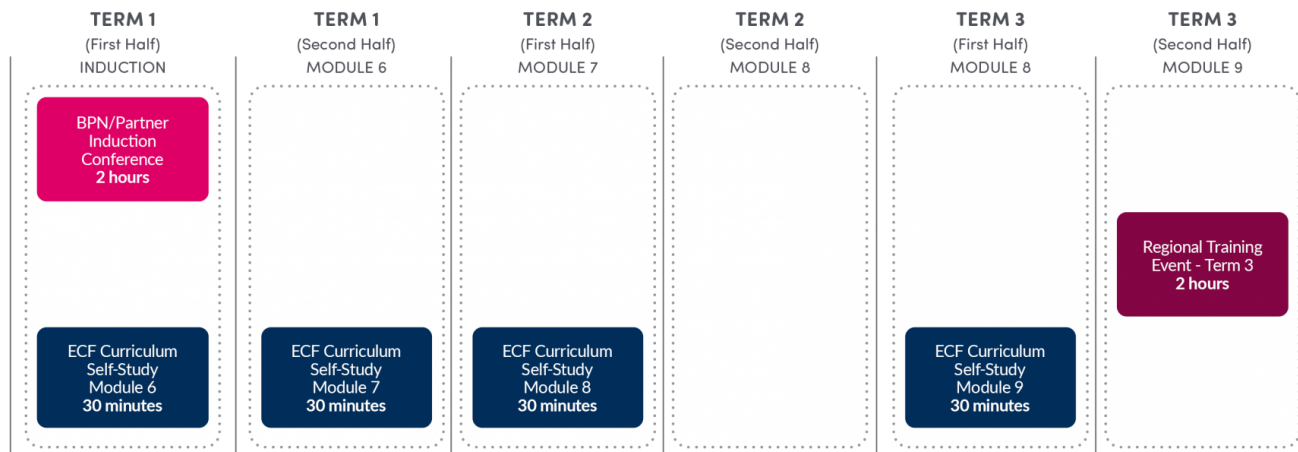 TERM 1
(First Half)
INDUCTION
BPN/Partner
Induction
Conference
2 hours
ECF Curriculum
Self-Study
Module 6
30 minutes
TERM 1
(Second Half)
MODULE 6
ECF Curriculum
Self-Study
Module 7
30 minutes
TERM 2
(First Half)
MODULE 7
ECF Curriculum
Self-Study
Module 8
30 minutes
TERM 2
(Second Half)
MODULE 8
TERM 3
(First Half)
MODULE 8
ECF Curriculum
Self-Study
Module 9
30 minutes
TERM 3
(Second Half)
MODULE 9
Regional Training
Event - Term 3
2 hours